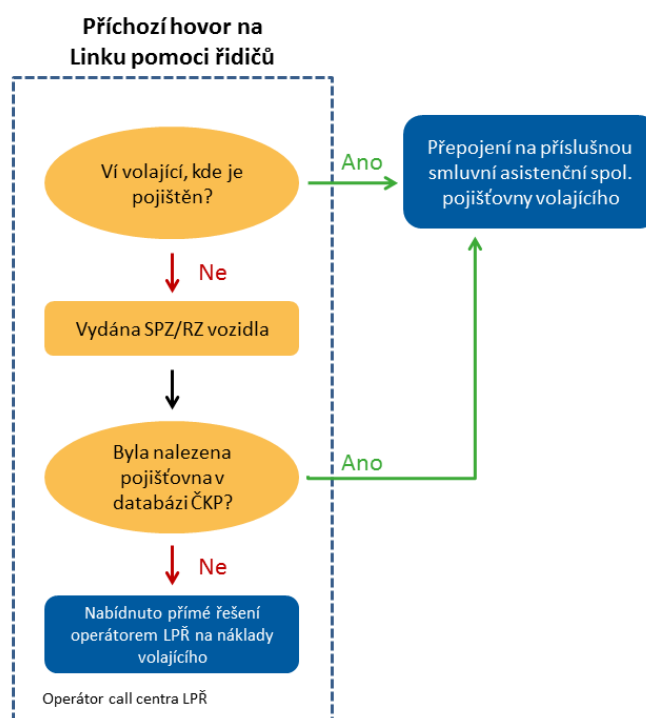 Příchozí hovor na
Linku pomoci řidičů
Ví volající, kde je
pojištěn?
Ano
Přepojení na příslušnou
smluvní asistenční spol.
pojišťovny volajícího
Ne
Vydána SPZ/RZ vozidla
Byla nalezena
pojišťovna v
databázi ČKP?
Ano
Ne
Nabídnuto přímé řešení
operátorem LPŘ na náklady
volajícího
Operátor call centra LPŘ